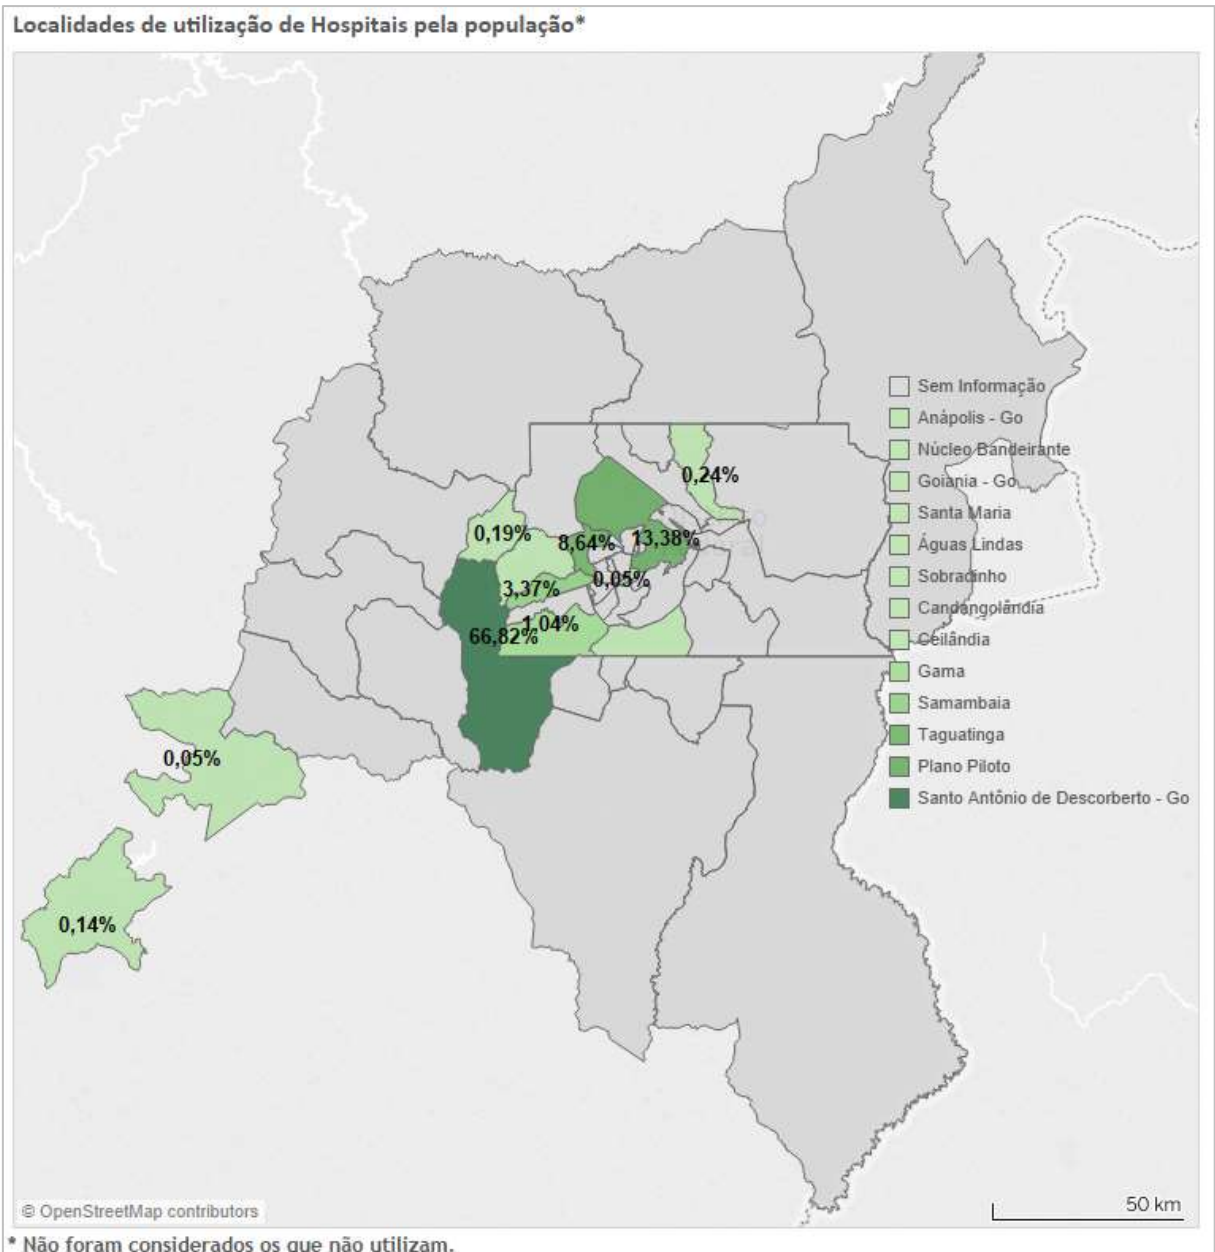 Localidades de utilização de Hospitais pela população*
Sem Informação
Anápolis - Go
Núcleo Bandeirante
Goiania - Go
Santa Maria
Águas Lindas
Sobradinho
Candangolândia
Ceilândia
Gama
Samambaia
Taguatinga
Plano Piloto
Santo Antônio de Descorberto - Go
0,24%
0,19%
8,64%
13,38%
3,37%
0,05%
1,04%
66,82%
0,05%
0,14%
© OpenStreetMap contributors
50 km
* Não foram considerados os que não utilizam.